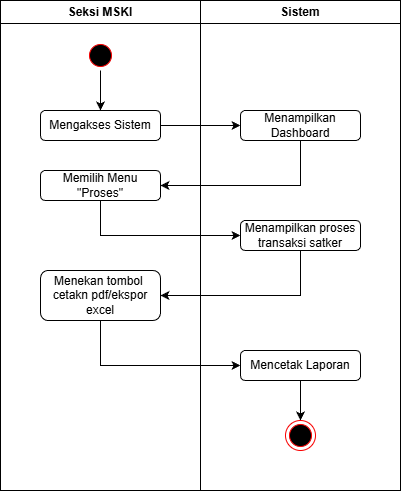 Seksi MSKI
Sistem
Mengakses Sistem
Menampilkan
Dashboard
Memilih Menu
"Proses"
Menampilkan proses
transaksi satker
Menekan tombol
cetakn pdf/ekspor
excel
Mencetak Laporan